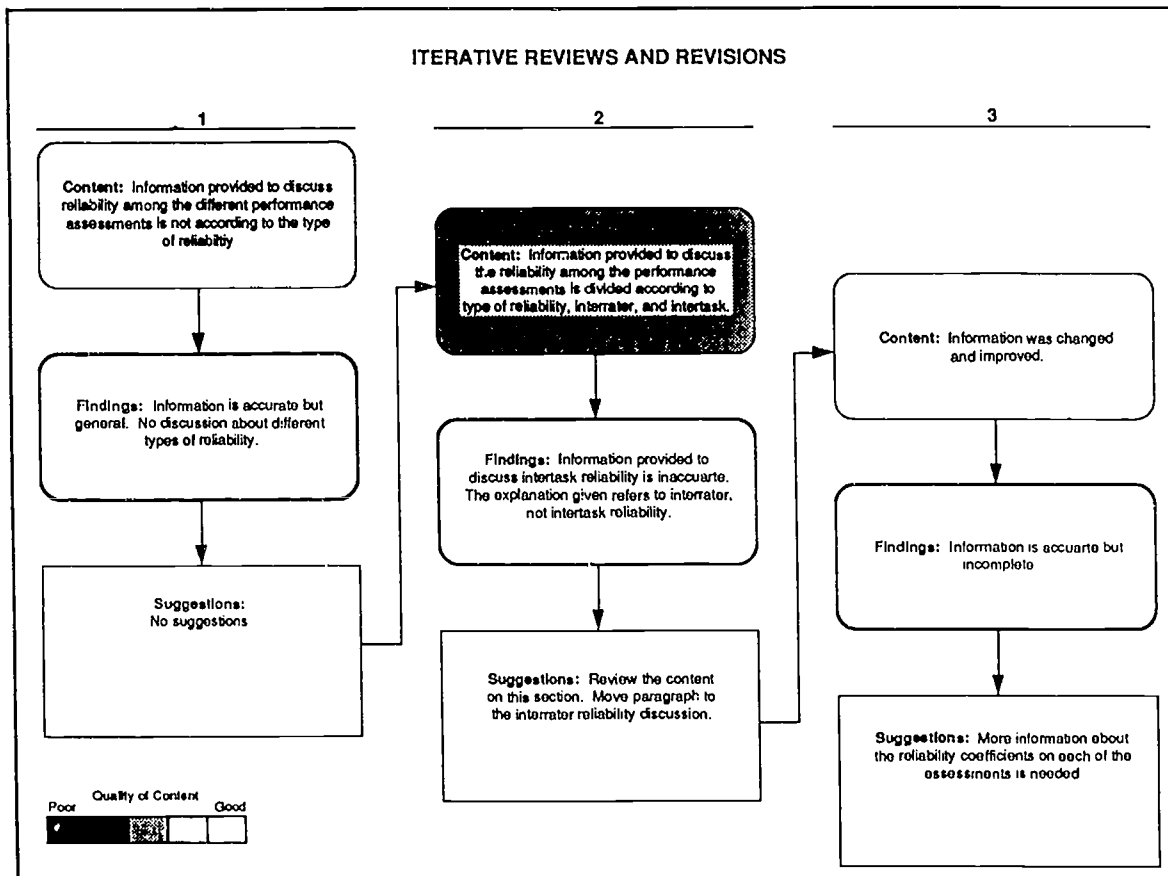 ITERATIVE REVIEWS AND REVISIONS
1
Content: Information provided to discuss
reliability among the different performance
assessments is not according to the type
of reliabiltiy
Findings: Information is accurate but
general. No discussion about different
types of reliability.
Suggestions:
No suggestions
2
Content: Information provided to discuss
the reliability among the performance
assessments is divided according to
type of reliability, interrater, and intertask.
Findings: Information provided to
discuss intertask reliability is inaccuarte.
The explanation given refers to interrater,
not intertask reliability.
Suggestions: Review the content
on this section. Move paragraph to
the interrater reliability discussion.
3
Content: Information was changed
and improved.
Findings: Information is accuarte but
incomplete
Suggestions: More information about
the reliability coefficients on each of the
assessments is needed
Quality of Content
Poor Good